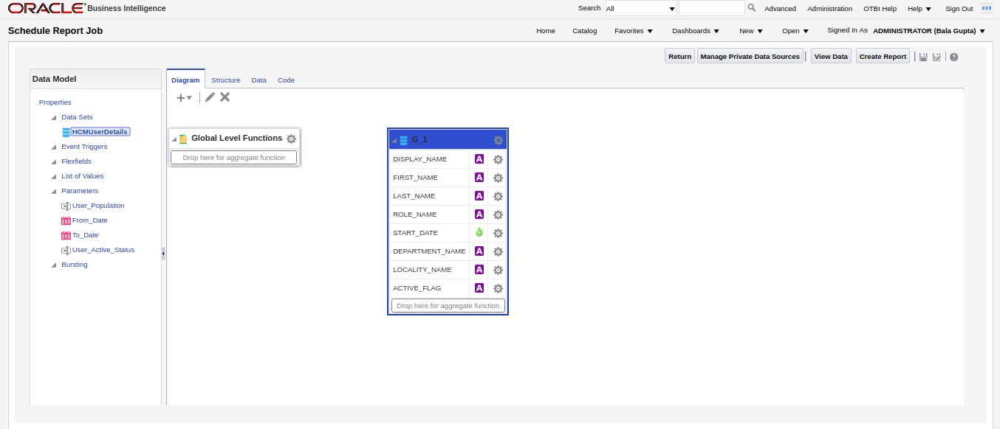 ORACLE Business Intelligence
Search All Advanced Administration OTBI Help Help Sign Out
Schedule Report Job
Home Catalog Favorites Dashboards New Open Signed In As ADMINISTRATOR (Bala Gupta)
Return Manage Private Data Sources View Data Create Report
Data Model
Properties
Data Sets
HCMUserDetails
Event Triggers
Flexfields
List of Values
Parameters
User_Population
From_Date
To_Date
User_Active_Status
Bursting
Diagram Structure Data Code
Global Level Functions
Drop here for aggregate function
G_1
DISPLAY_NAME A
FIRST_NAME A
LAST_NAME A
ROLE_NAME A
START_DATE
DEPARTMENT_NAME A
LOCALITY_NAME A
ACTIVE_FLAG A
Drop here for aggregate function